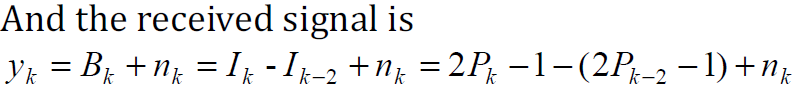 And the received signal is
y_k = B_k + n_k = I_k - I_{k-2} + n_k = 2P_k − 1 − (2P_{k−2} − 1) + n_k